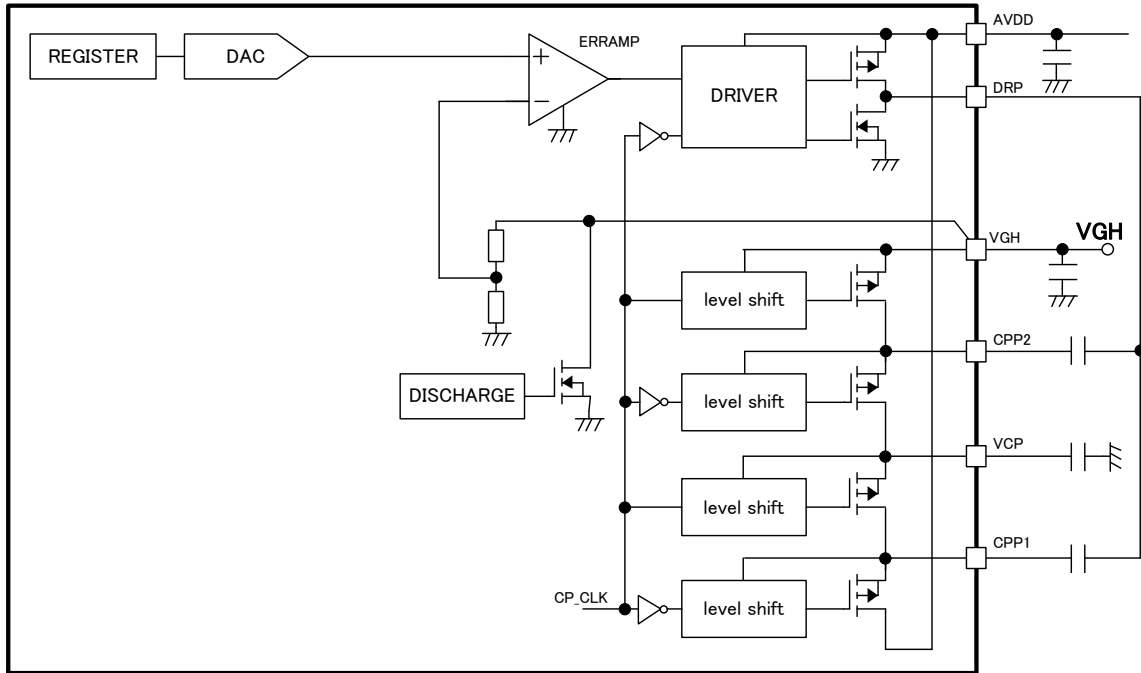 AVDD
REGISTER
DAC
ERRAMP
+
−
DRIVER
DRP
VGH
VGH
level shift
CPP2
DISCHARGE
level shift
VCP
level shift
CPP1
CP_CLK
level shift